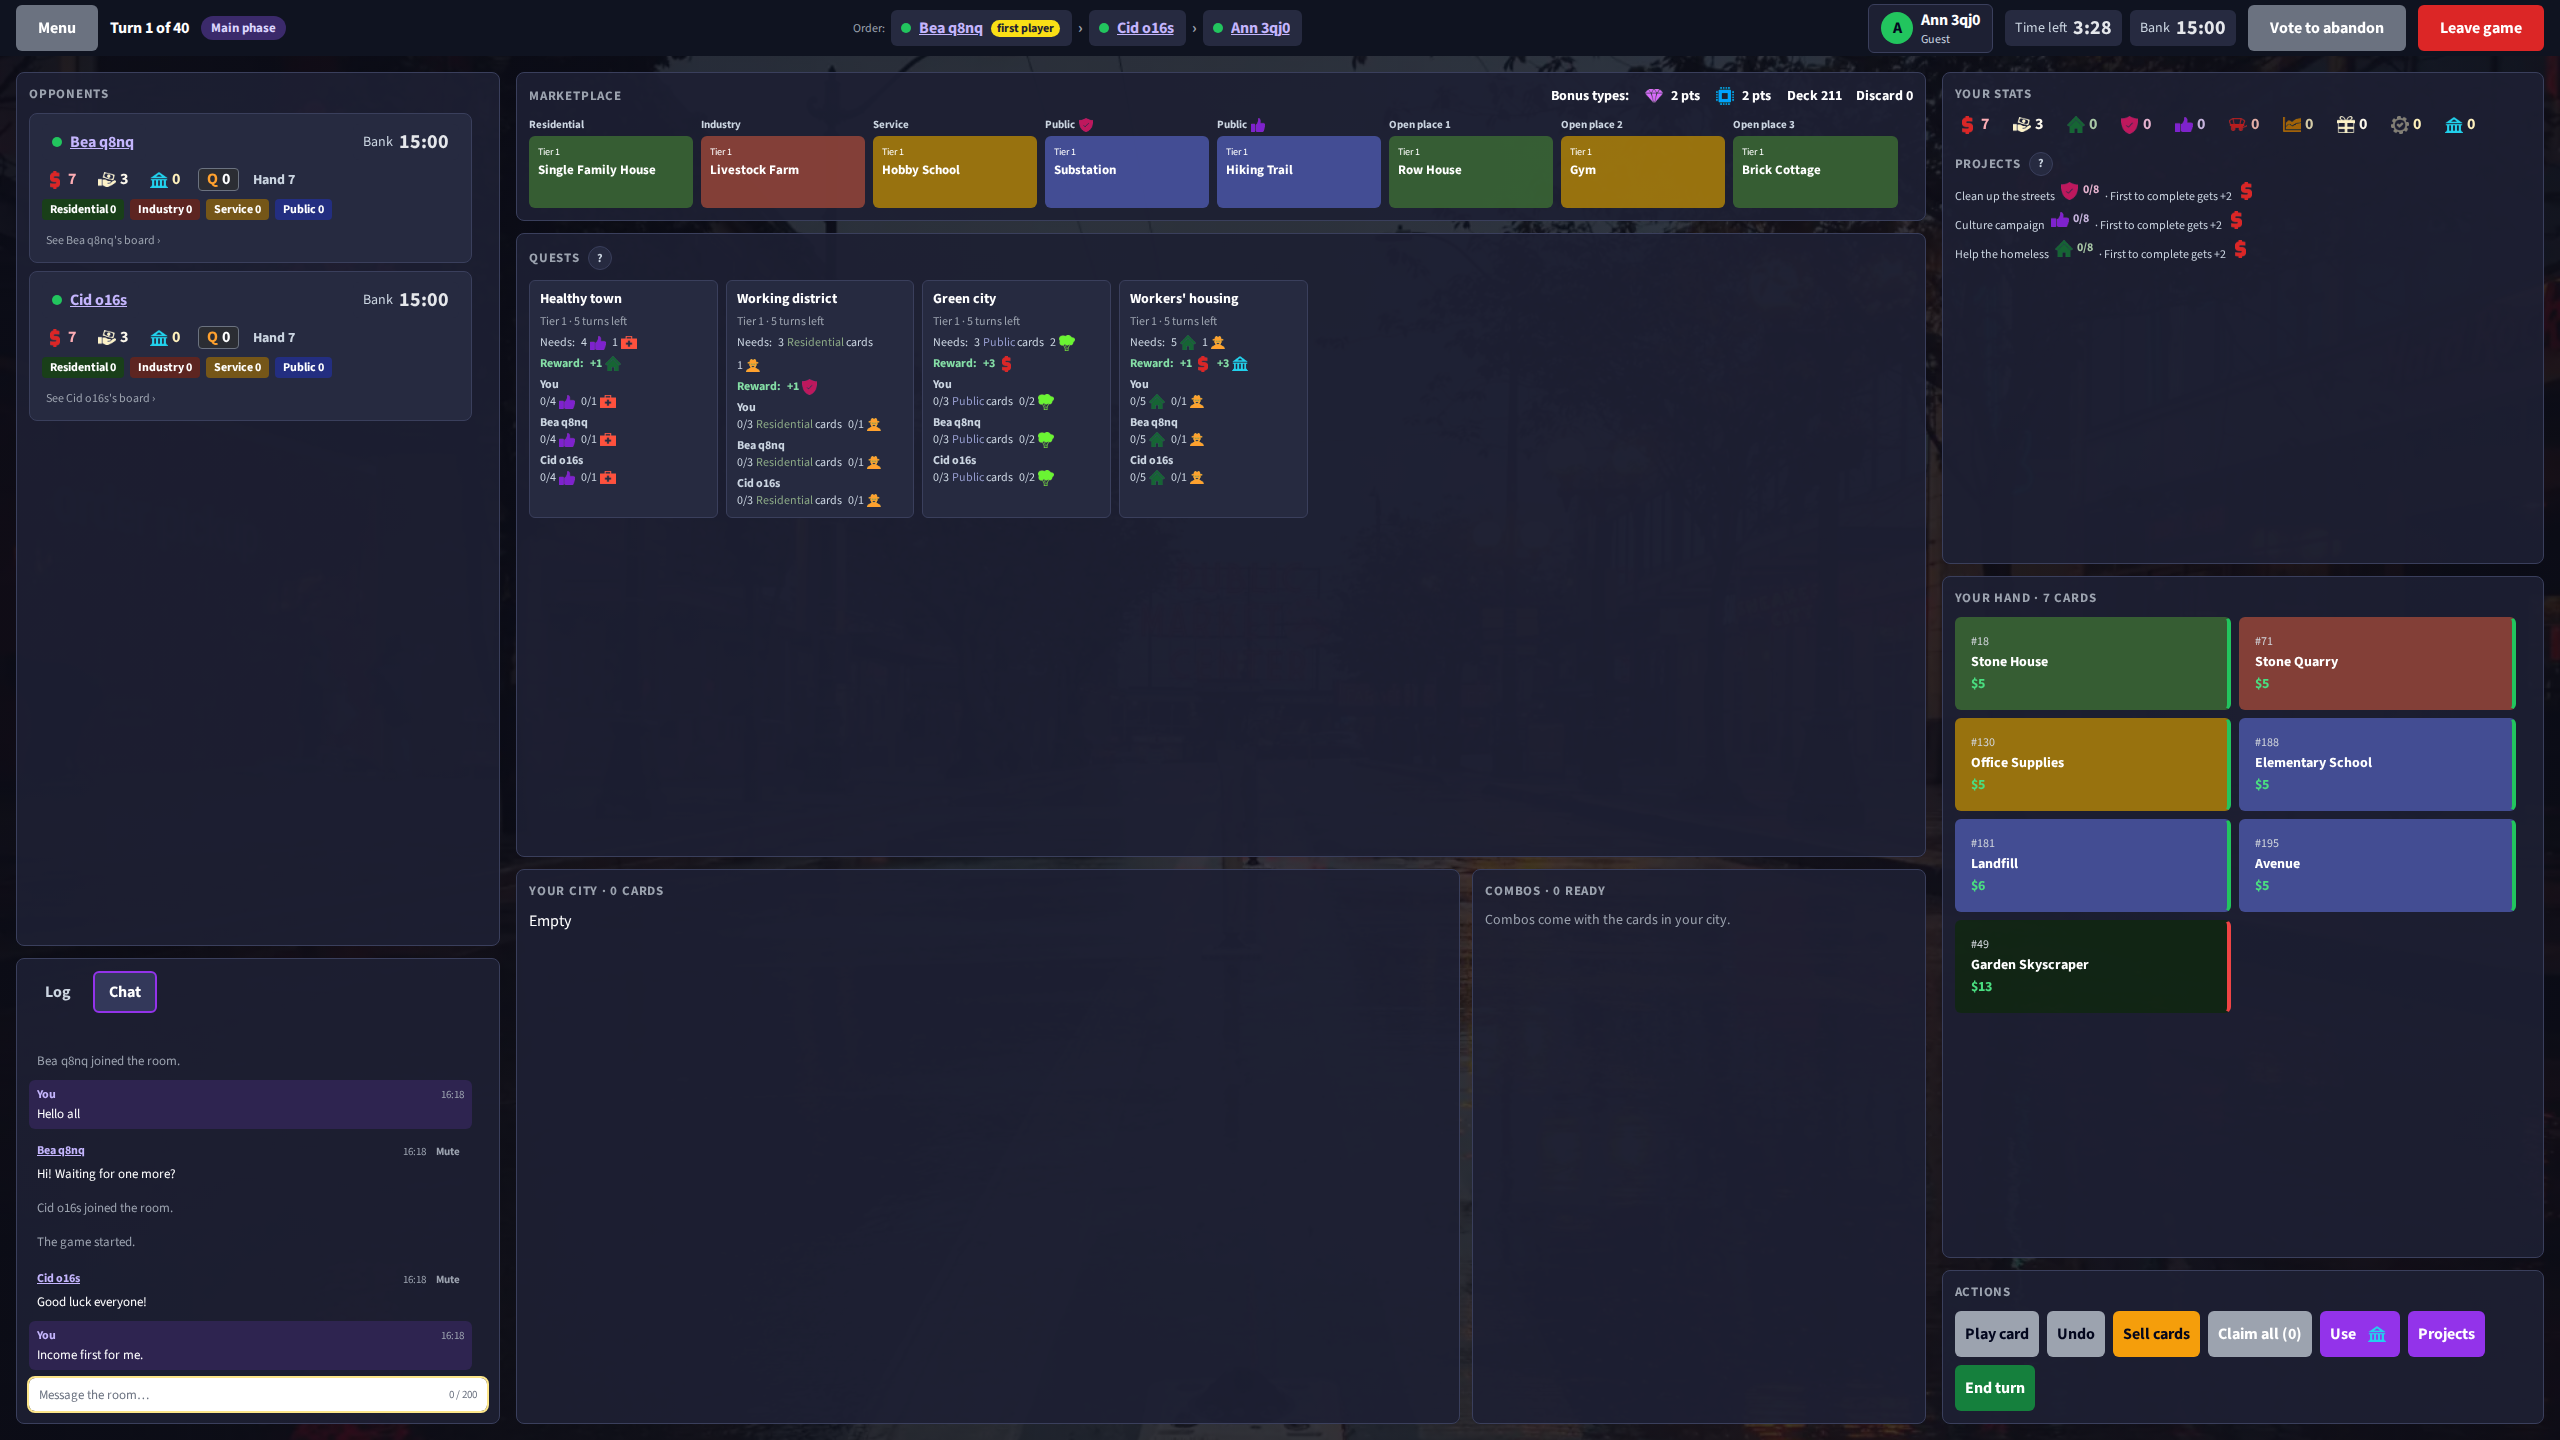 Menu
Turn 1 of 40
Main phase
Order:
Bea q8nq first player
›
Cid o16s
›
Ann 3qj0
A
Ann 3qj0
Guest
Time left 3:28
Bank 15:00
Vote to abandon
Leave game
OPPONENTS
Bea q8nq
Bank 15:00
7 3 0 Q 0 Hand 7
Residential 0 Industry 0 Service 0 Public 0
See Bea q8nq's board ›
Cid o16s
Bank 15:00
7 3 0 Q 0 Hand 7
Residential 0 Industry 0 Service 0 Public 0
See Cid o16s's board ›
Log
Chat
Bea q8nq joined the room.
You 16:18
Hello all
Bea q8nq 16:18 Mute
Hi! Waiting for one more?
Cid o16s joined the room.
The game started.
Cid o16s 16:18 Mute
Good luck everyone!
You 16:18
Income first for me.
Message the room… 0 / 200
MARKETPLACE
Bonus types: 2 pts 2 pts Deck 211 Discard 0
Residential
Tier 1
Single Family House
Industry
Tier 1
Livestock Farm
Service
Tier 1
Hobby School
Public
Tier 1
Substation
Public
Tier 1
Hiking Trail
Open place 1
Tier 1
Row House
Open place 2
Tier 1
Gym
Open place 3
Tier 1
Brick Cottage
QUESTS ?
Healthy town
Tier 1 · 5 turns left
Needs: 4 1
Reward: +1
You
0/4 0/1
Bea q8nq
0/4 0/1
Cid o16s
0/4 0/1
Working district
Tier 1 · 5 turns left
Needs: 3 Residential cards
1
Reward: +1
You
0/3 Residential cards 0/1
Bea q8nq
0/3 Residential cards 0/1
Cid o16s
0/3 Residential cards 0/1
Green city
Tier 1 · 5 turns left
Needs: 3 Public cards 2
Reward: +3
You
0/3 Public cards 0/2
Bea q8nq
0/3 Public cards 0/2
Cid o16s
0/3 Public cards 0/2
Workers' housing
Tier 1 · 5 turns left
Needs: 5 1
Reward: +1 +3
You
0/5 0/1
Bea q8nq
0/5 0/1
Cid o16s
0/5 0/1
YOUR CITY · 0 CARDS
Empty
COMBOS · 0 READY
Combos come with the cards in your city.
YOUR STATS
7 3 0 0 0 0 0 0 0 0
PROJECTS ?
Clean up the streets 0/8 · First to complete gets +2
Culture campaign 0/8 · First to complete gets +2
Help the homeless 0/8 · First to complete gets +2
YOUR HAND · 7 CARDS
#18
Stone House
$5
#71
Stone Quarry
$5
#130
Office Supplies
$5
#188
Elementary School
$5
#181
Landfill
$6
#195
Avenue
$5
#49
Garden Skyscraper
$13
ACTIONS
Play card
Undo
Sell cards
Claim all (0)
Use
Projects
End turn